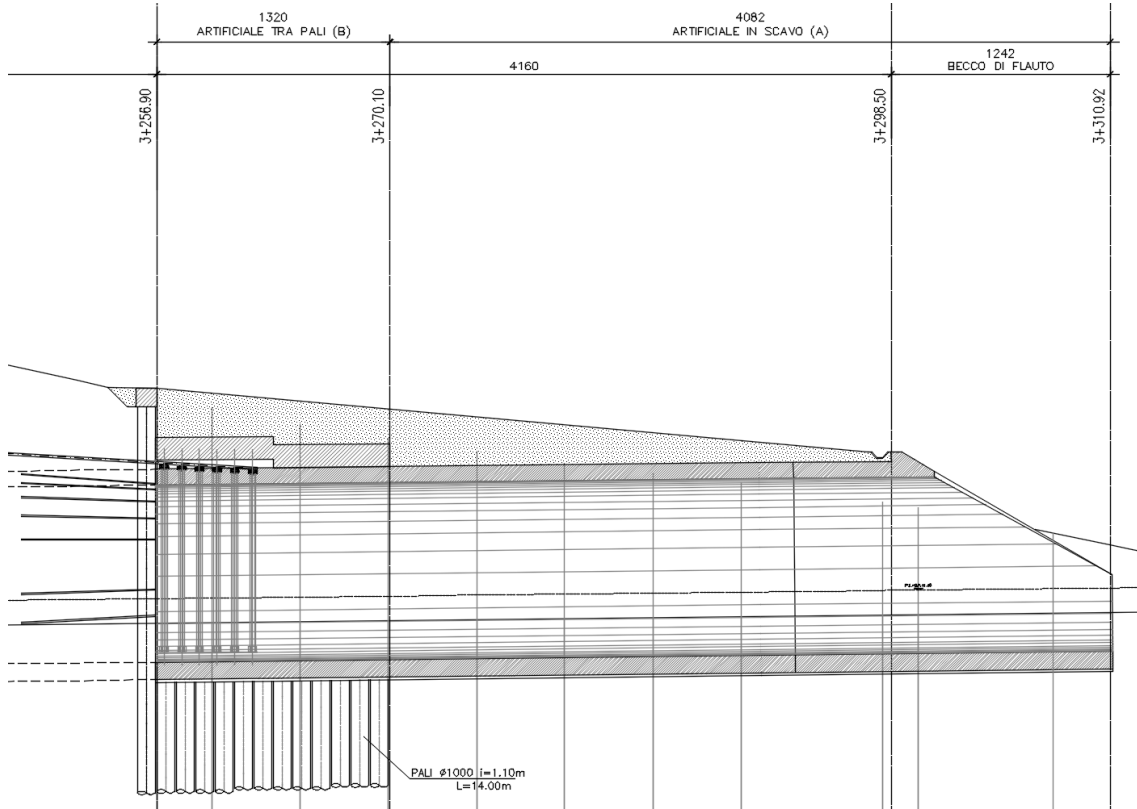 1320
ARTIFICIALE TRA PALI (B)
4082
ARTIFICIALE IN SCAVO (A)
4160
1242
BECCO DI FLAUTO
3+256.90
3+270.10
3+298.50
3+310.92
PALI ø1000 i=1.10m
L=14.00m